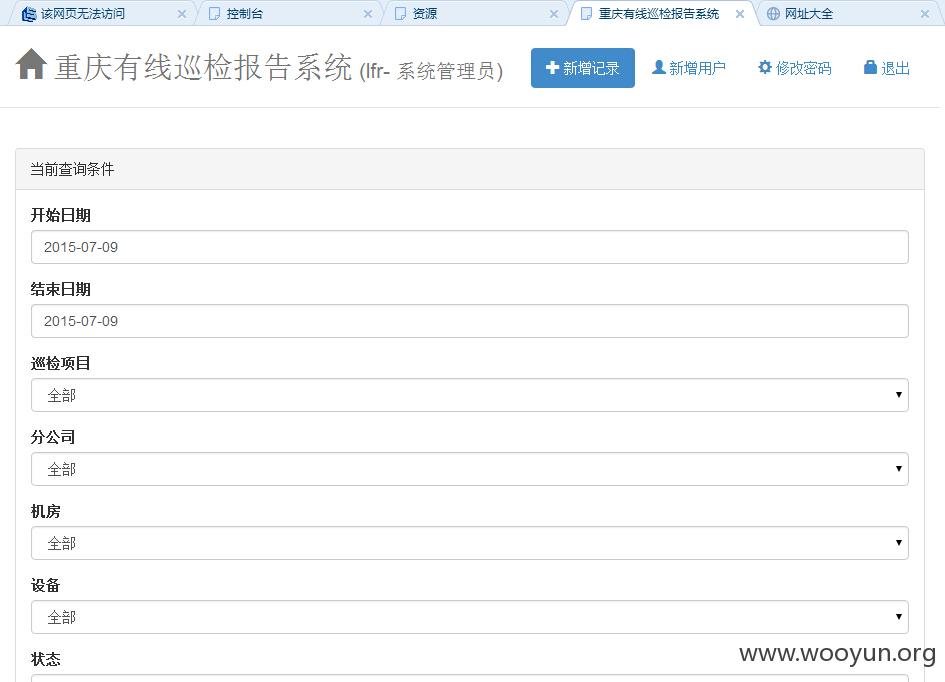 该网页无法访问 控制台 资源 重庆有线巡检报告系统 网址大全
重庆有线巡检报告系统 (lfr- 系统管理员) 新增记录 新增用户 修改密码 退出
当前查询条件
开始日期
2015-07-09
结束日期
2015-07-09
巡检项目
全部
分公司
全部
机房
全部
设备
全部
状态
www.wooyun.org